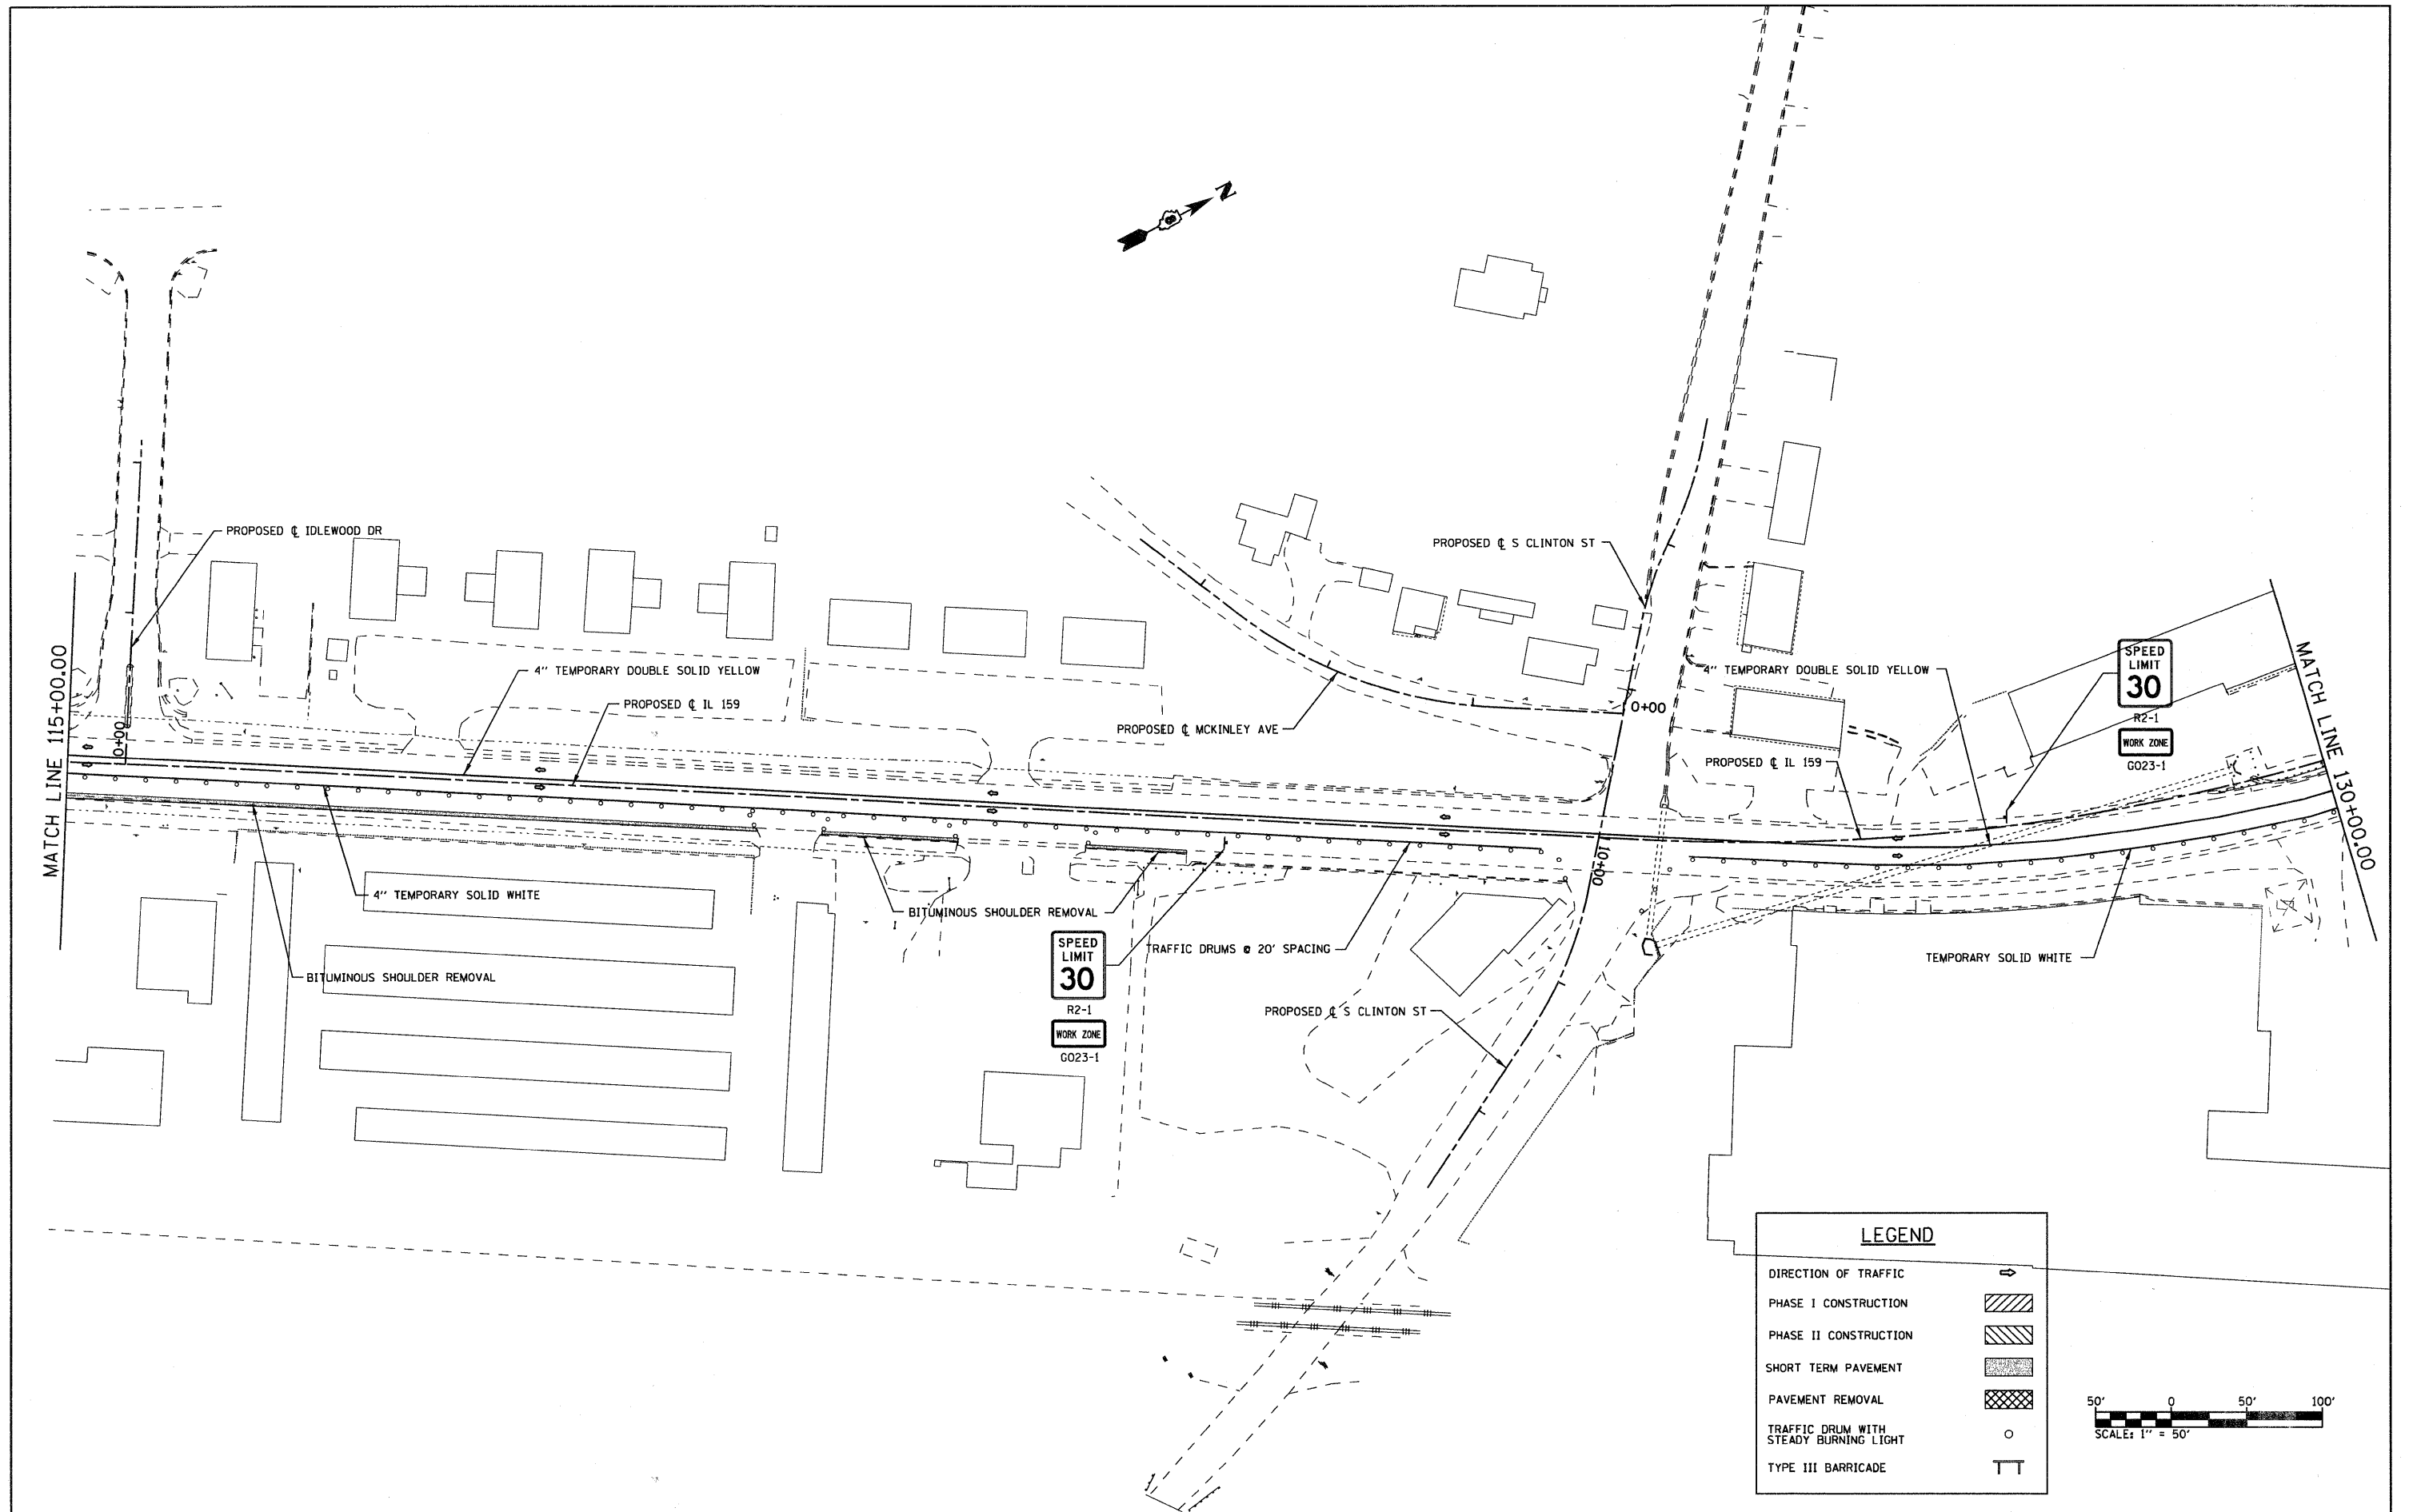 N
PROPOSED ℄ IDLEWOOD DR
PROPOSED ℄ S CLINTON ST
MATCH LINE 115+00.00
0+00
4" TEMPORARY DOUBLE SOLID YELLOW
PROPOSED ℄ IL 159
PROPOSED ℄ MCKINLEY AVE
0+00
4" TEMPORARY DOUBLE SOLID YELLOW
PROPOSED ℄ IL 159
SPEED
LIMIT
30
R2-1
WORK ZONE
G023-1
MATCH LINE 130+00.00
10+00
4" TEMPORARY SOLID WHITE
BITUMINOUS SHOULDER REMOVAL
BITUMINOUS SHOULDER REMOVAL
SPEED
LIMIT
30
R2-1
WORK ZONE
G023-1
TRAFFIC DRUMS @ 20' SPACING
TEMPORARY SOLID WHITE
PROPOSED ℄ S CLINTON ST
LEGEND
DIRECTION OF TRAFFIC
PHASE I CONSTRUCTION
PHASE II CONSTRUCTION
SHORT TERM PAVEMENT
PAVEMENT REMOVAL
TRAFFIC DRUM WITH
STEADY BURNING LIGHT
TYPE III BARRICADE
50' 0 50' 100'
SCALE: 1" = 50'